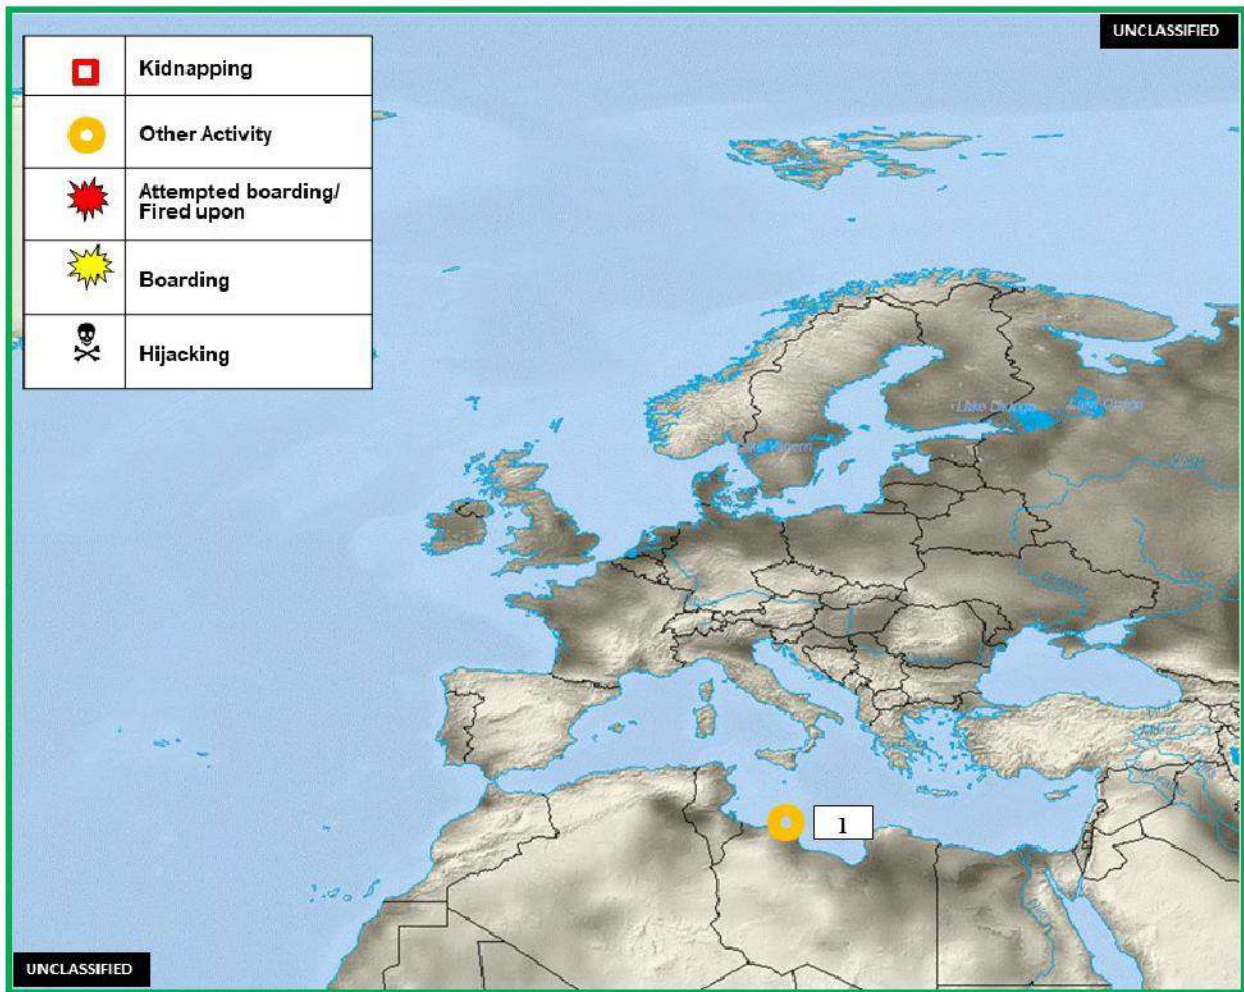 UNCLASSIFIED
Kidnapping
Other Activity
Attempted boarding/
Fired upon
Boarding
Hijacking
1
UNCLASSIFIED